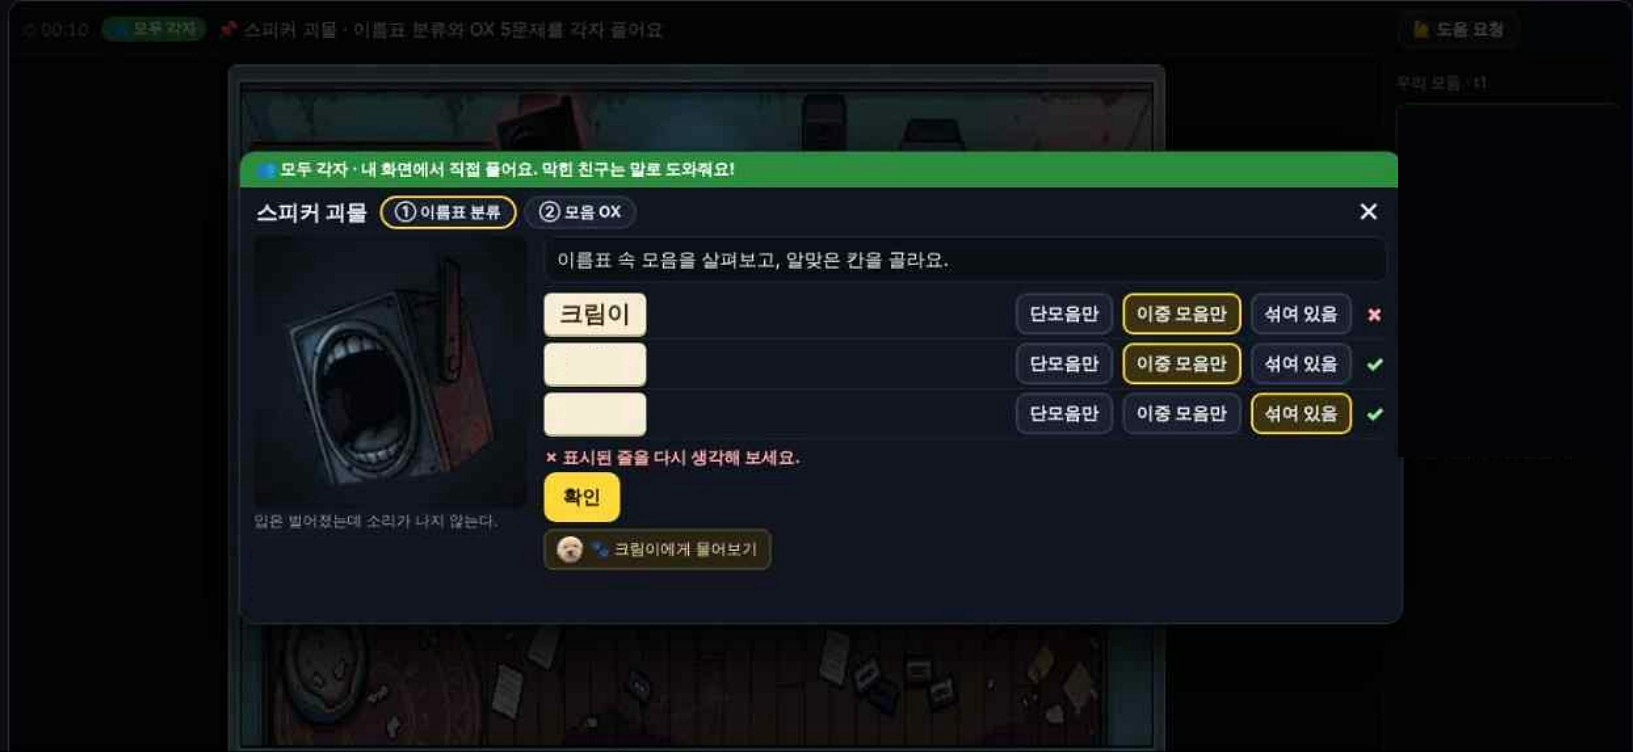 00:10 모두 각자 📌 스피커 괴물 · 이름표 분류와 OX 5문제를 각자 풀어요
도움 요청
우리 모둠 · t1
모두 각자 · 내 화면에서 직접 풀어요. 막힌 친구는 말로 도와줘요!
스피커 괴물 ① 이름표 분류 ② 모음 OX ✕
이름표 속 모음을 살펴보고, 알맞은 칸을 골라요.
크림이 단모음만 이중 모음만 섞여 있음 ✕
단모음만 이중 모음만 섞여 있음 ✓
단모음만 이중 모음만 섞여 있음 ✓
× 표시된 줄을 다시 생각해 보세요.
확인
입은 벌어졌는데 소리가 나지 않는다.
🐾 크림이에게 물어보기